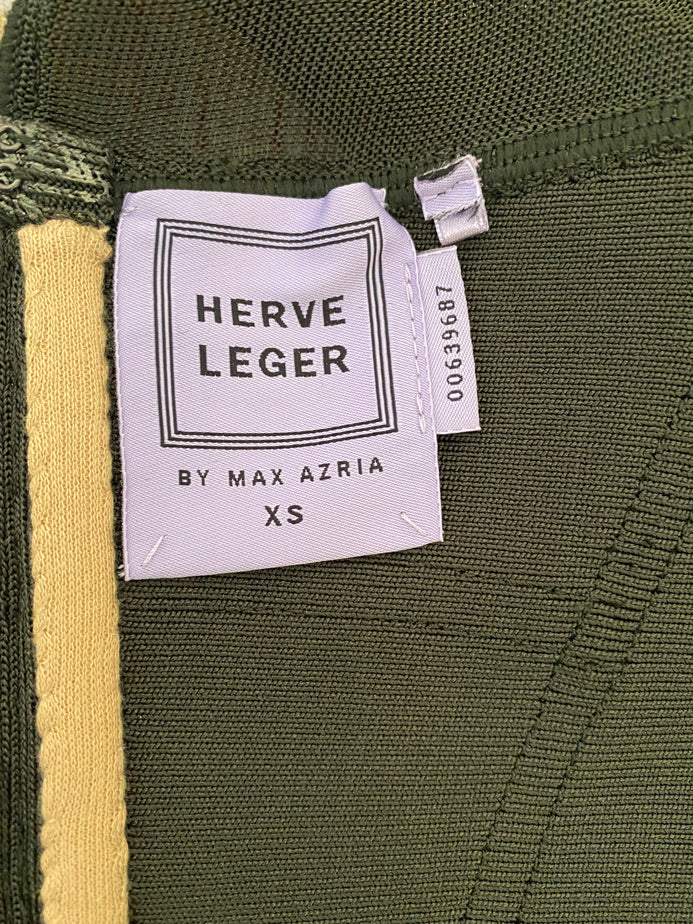 HERVE
LEGER
BY MAX AZRIA
XS
00639687